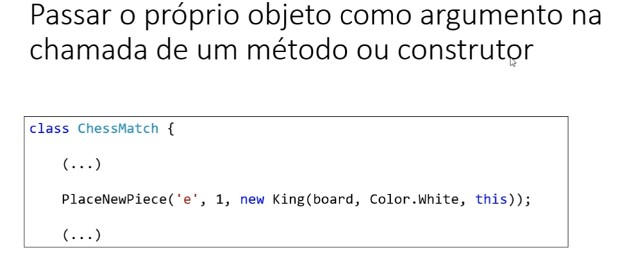 Passar o próprio objeto como argumento na
chamada de um método ou construtor
class ChessMatch {
(...)
PlaceNewPiece('e', 1, new King(board, Color.White, this));
(...)